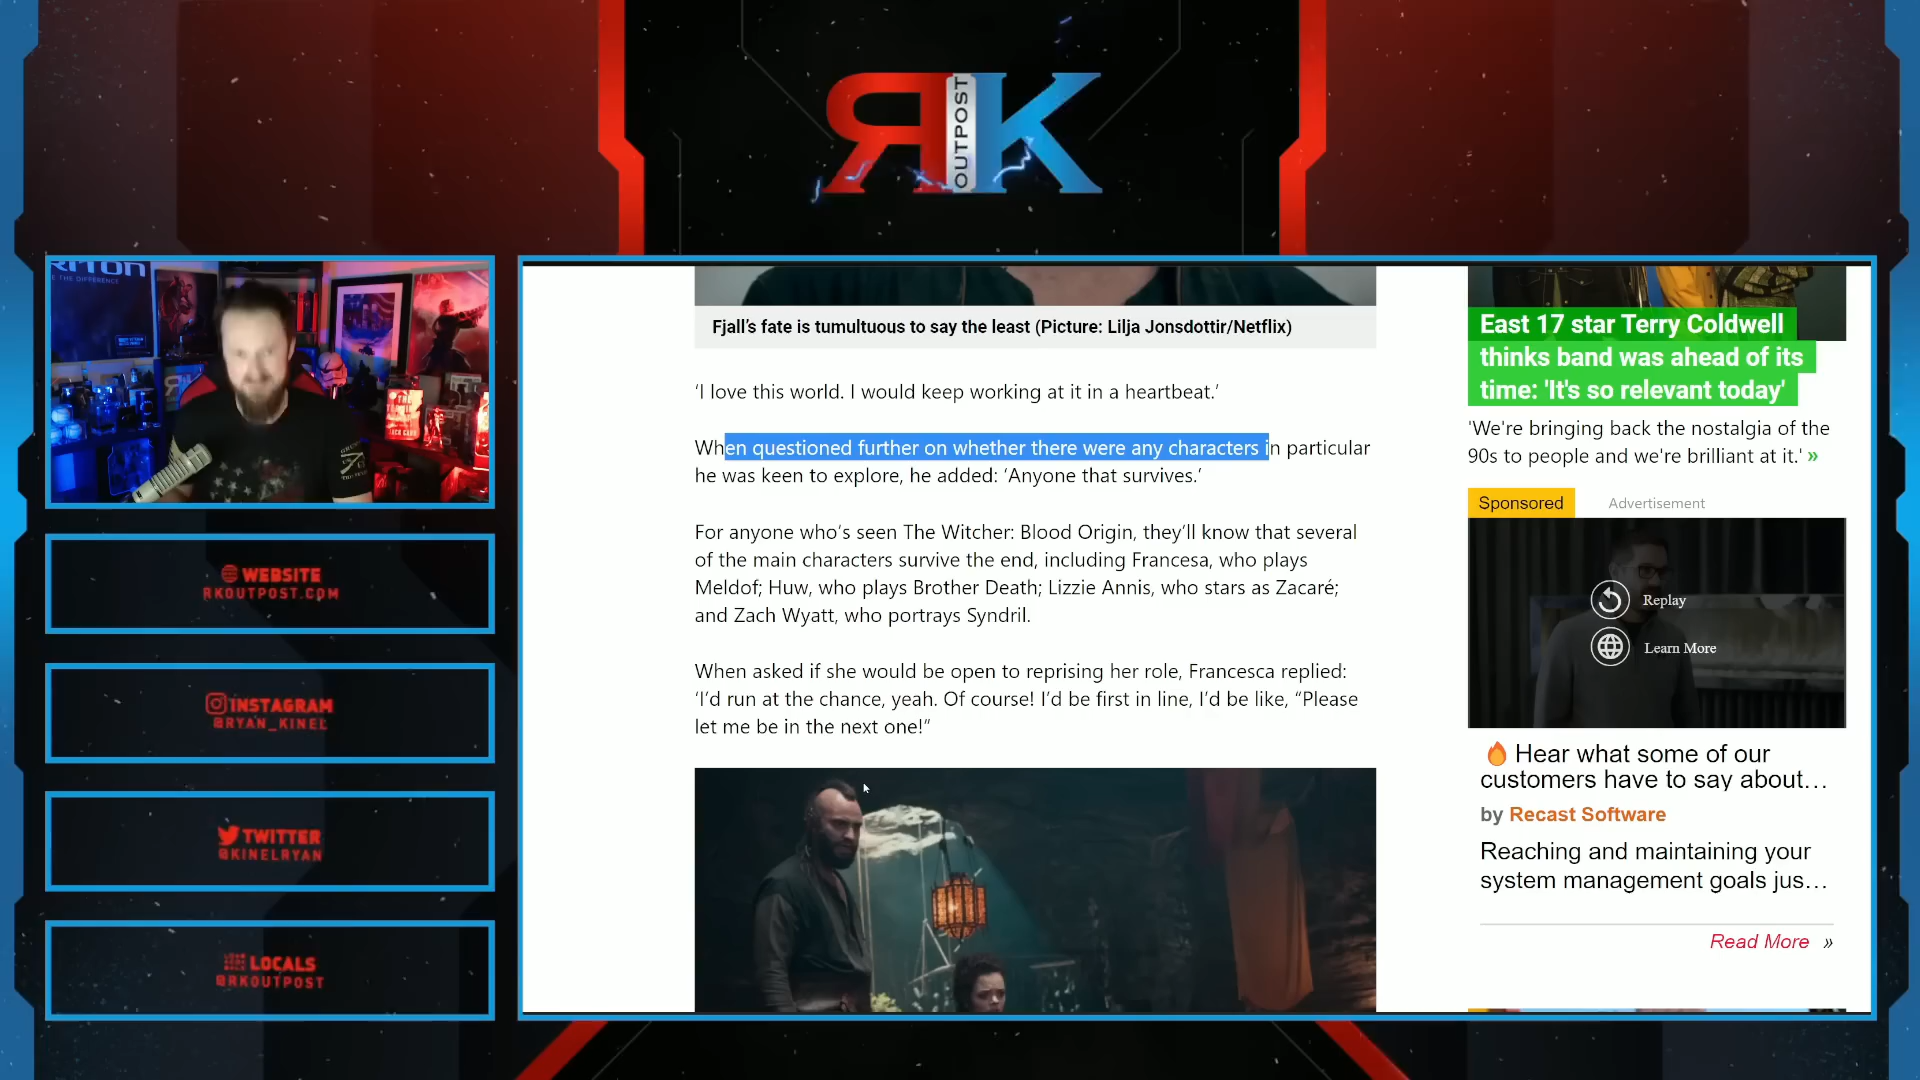 RK
OUTPOST
RITON
E THE DIFFERENCE
WEBSITE
RKOUTPOST.COM
INSTAGRAM
@RYAN_KINEL
TWITTER
@KINELRYAN
LOCALS
@RKOUTPOST
Fjall’s fate is tumultuous to say the least (Picture: Lilja Jonsdottir/Netflix)
‘I love this world. I would keep working at it in a heartbeat.’
When questioned further on whether there were any characters in particular
he was keen to explore, he added: ‘Anyone that survives.’
For anyone who’s seen The Witcher: Blood Origin, they’ll know that several
of the main characters survive the end, including Francesa, who plays
Meldof; Huw, who plays Brother Death; Lizzie Annis, who stars as Zacaré;
and Zach Wyatt, who portrays Syndril.
When asked if she would be open to reprising her role, Francesca replied:
‘I’d run at the chance, yeah. Of course! I’d be first in line, I’d be like, “Please
let me be in the next one!”
East 17 star Terry Coldwell
thinks band was ahead of its
time: 'It's so relevant today'
'We're bringing back the nostalgia of the
90s to people and we're brilliant at it.' »
Sponsored Advertisement
Replay
Learn More
🔥 Hear what some of our
customers have to say about…
by Recast Software
Reaching and maintaining your
system management goals jus…
Read More »